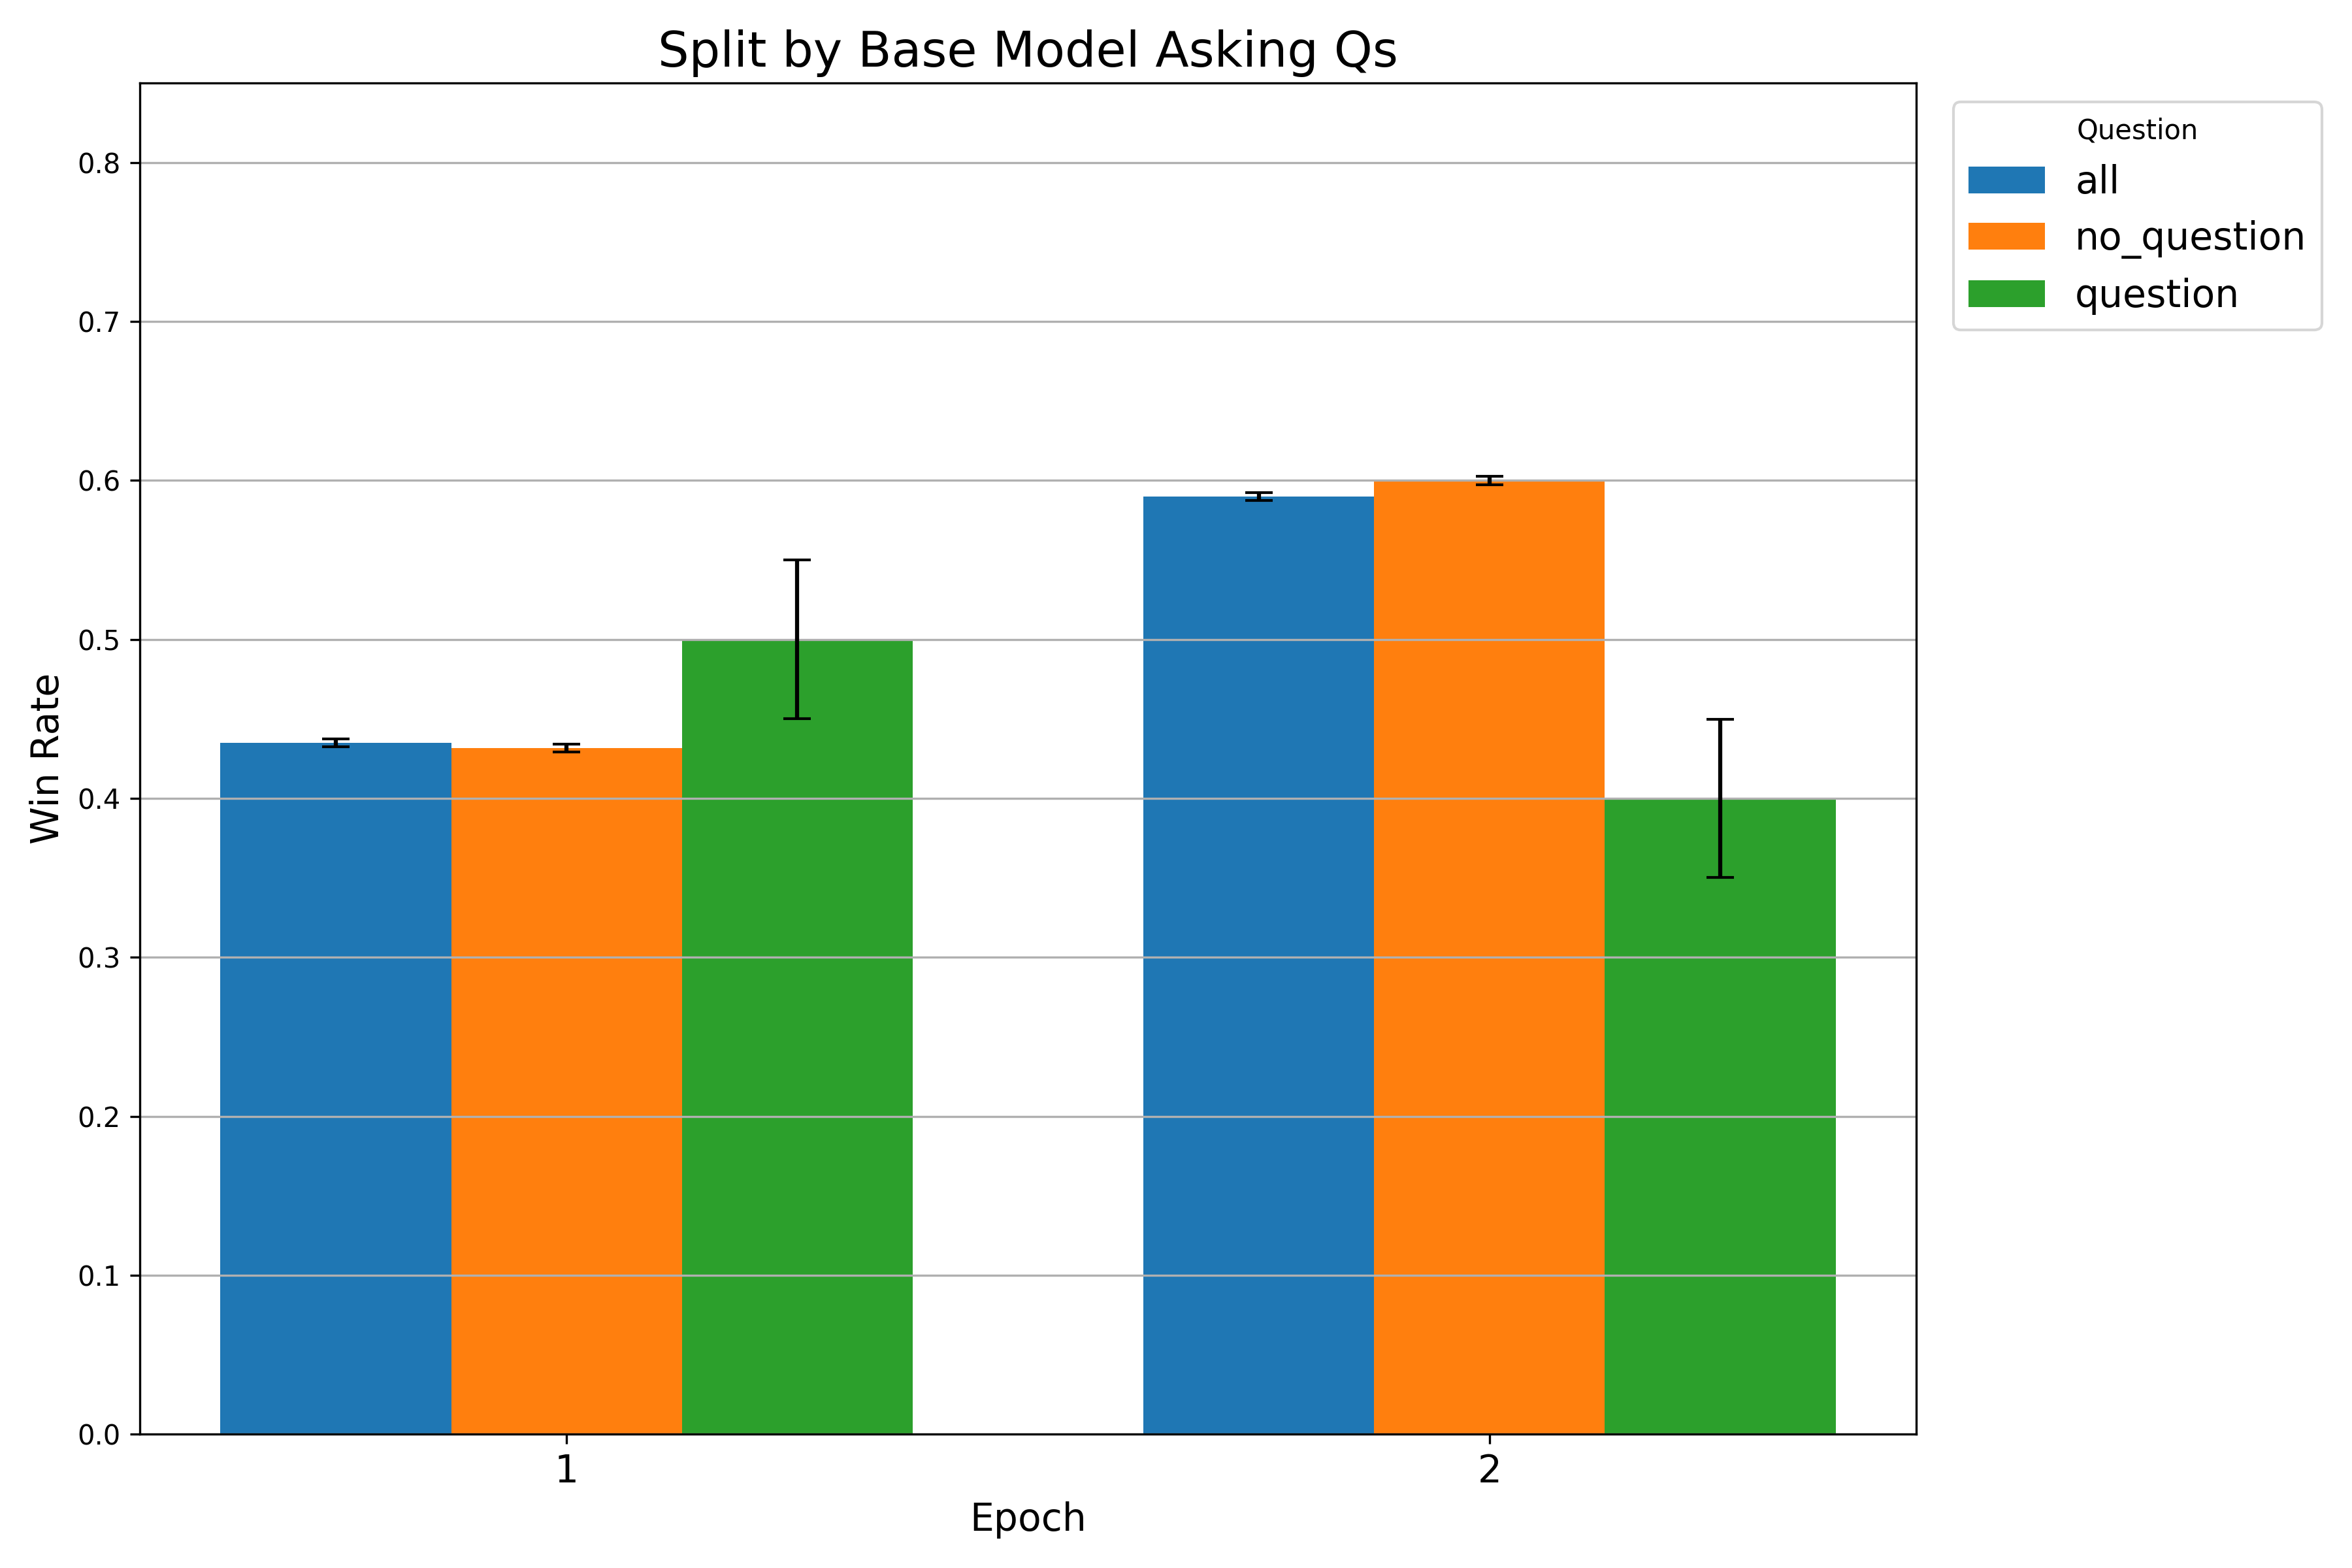 Split by Base Model Asking Qs
Question
all
no_question
question
Win Rate
0.8
0.7
0.6
0.5
0.4
0.3
0.2
0.1
0.0
1
2
Epoch